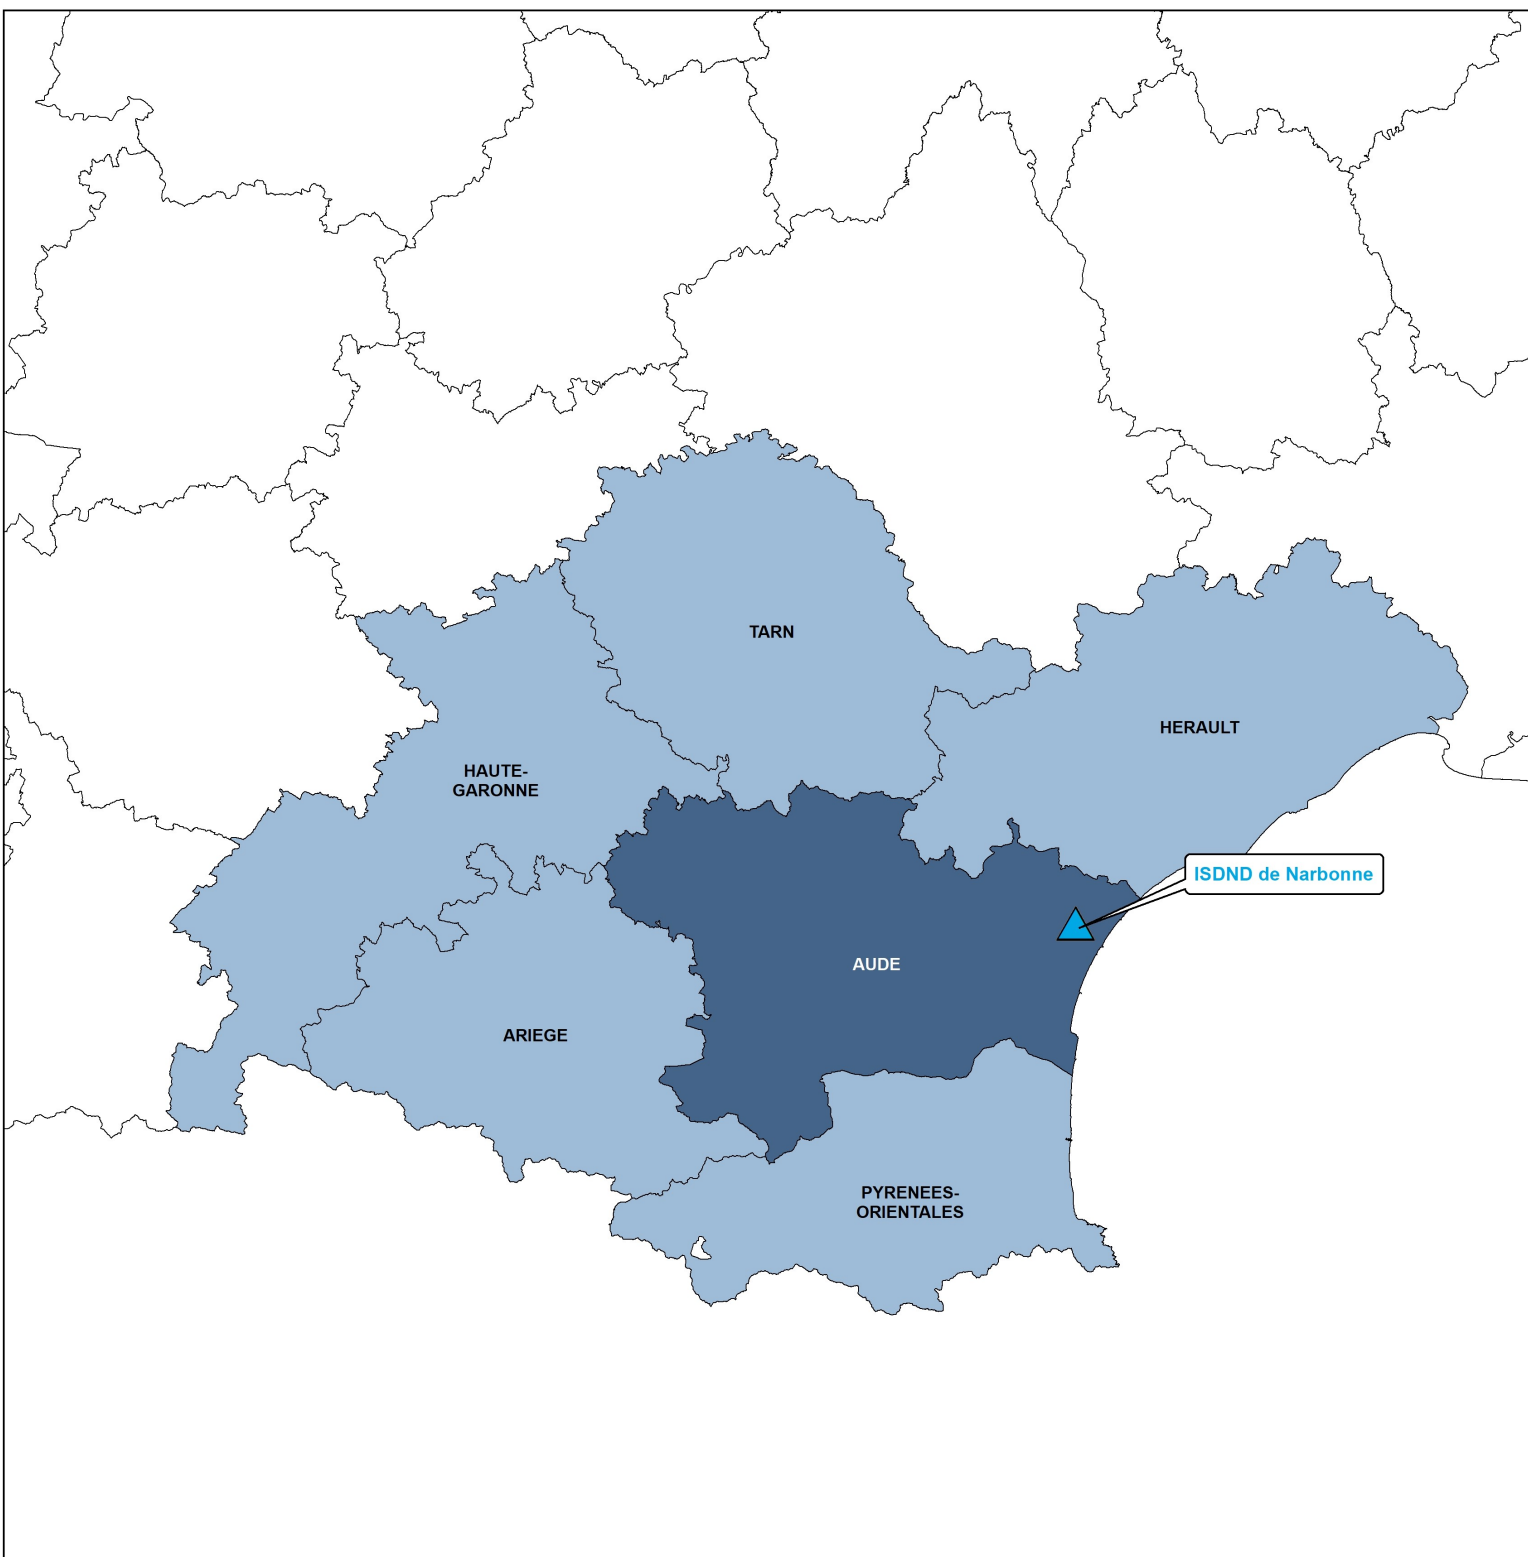 TARN
HERAULT
HAUTE-
GARONNE
ISDND de Narbonne
AUDE
ARIEGE
PYRENEES-
ORIENTALES